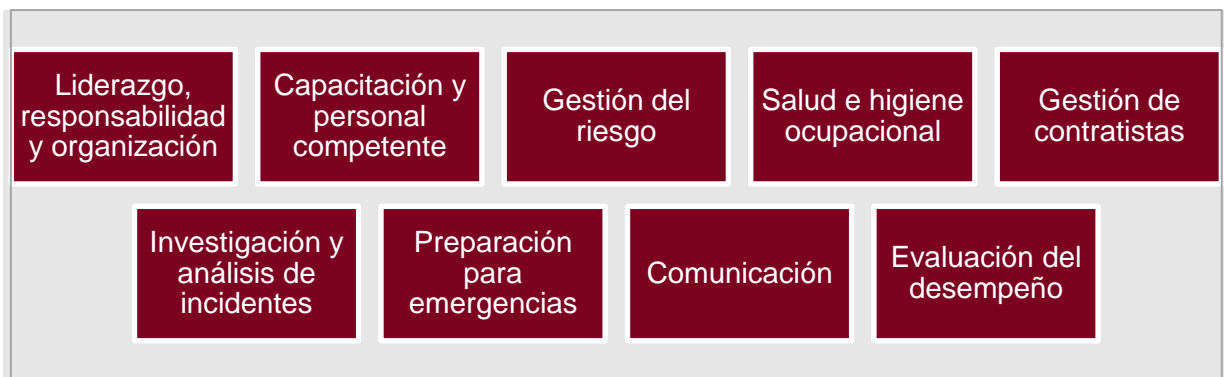 Liderazgo,
responsabilidad
y organización
Capacitación y
personal
competente
Gestión del
riesgo
Salud e higiene
ocupacional
Gestión de
contratistas
Investigación y
análisis de
incidentes
Preparación
para
emergencias
Comunicación
Evaluación del
desempeño